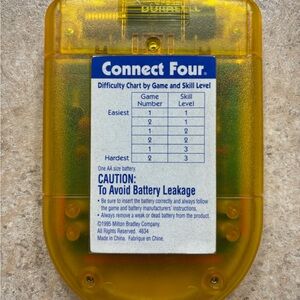 DURACELL
Connect Four®
Difficulty Chart by Game and Skill Level
Game Skill
Number Level
Easiest 1 1
2 1
1 2
2 2
1 3
Hardest 2 3
One AA size battery.
CAUTION:
To Avoid Battery Leakage
• Be sure to insert the battery correctly and always follow
the game and battery manufacturers' instructions.
• Always remove a weak or dead battery from the product.
©1995 Milton Bradley Company.
All Rights Reserved. 4634
Made in China. Fabriqué en Chine.